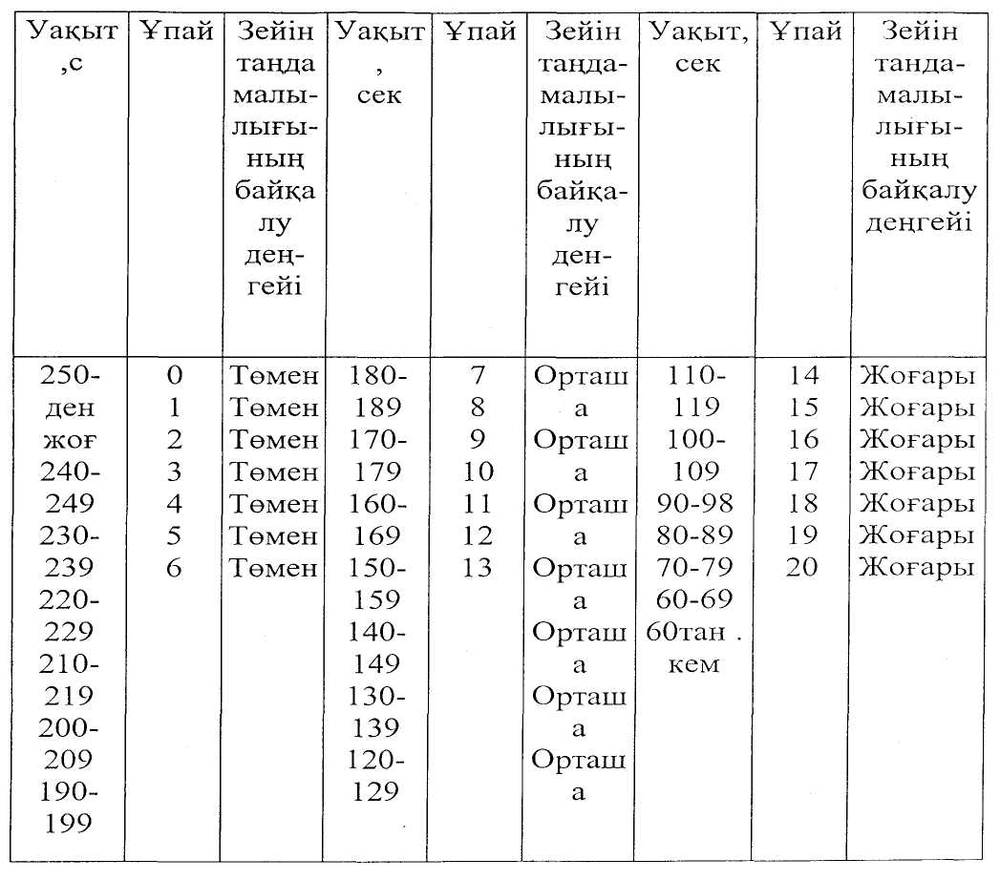 Уақыт
,с
Ұпай
Зейін
таңда
малы-
лығы-
ның
байқа
лу
дең-
гейі
Уақыт
,
сек
Ұпай
Зейін
таңда-
малы-
лығы-
ның
байқа-
лу
ден-
гейі
Уақыт,
сек
Ұпай
Зейін
танда-
малы-
лығы-
ның
байқалу
деңгейі
250-
ден
жоғ
240-
249
230-
239
220-
229
210-
219
200-
209
190-
199
0
1
2
3
4
5
6
Төмен
Төмен
Төмен
Төмен
Төмен
Төмен
Төмен
180-
189
170-
179
160-
169
150-
159
140-
149
130-
139
120-
129
7
8
9
10
11
12
13
Орташ
а
Орташ
а
Орташ
а
Орташ
а
Орташ
а
Орташ
а
Орташ
а
110-
119
100-
109
90-98
80-89
70-79
60-69
60тан .
кем
14
15
16
17
18
19
20
Жоғары
Жоғары
Жоғары
Жоғары
Жоғары
Жоғары
Жоғары